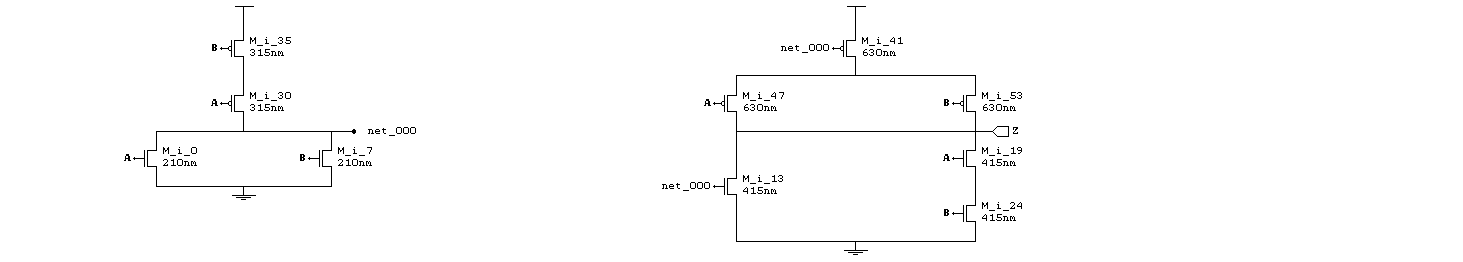 B M_i_35
315nm
A M_i_30
315nm
net_000
A M_i_0
210nm
B M_i_7
210nm
net_000 M_i_41
630nm
A M_i_47
630nm
B M_i_53
630nm
Z
A M_i_19
415nm
net_000 M_i_13
415nm
B M_i_24
415nm